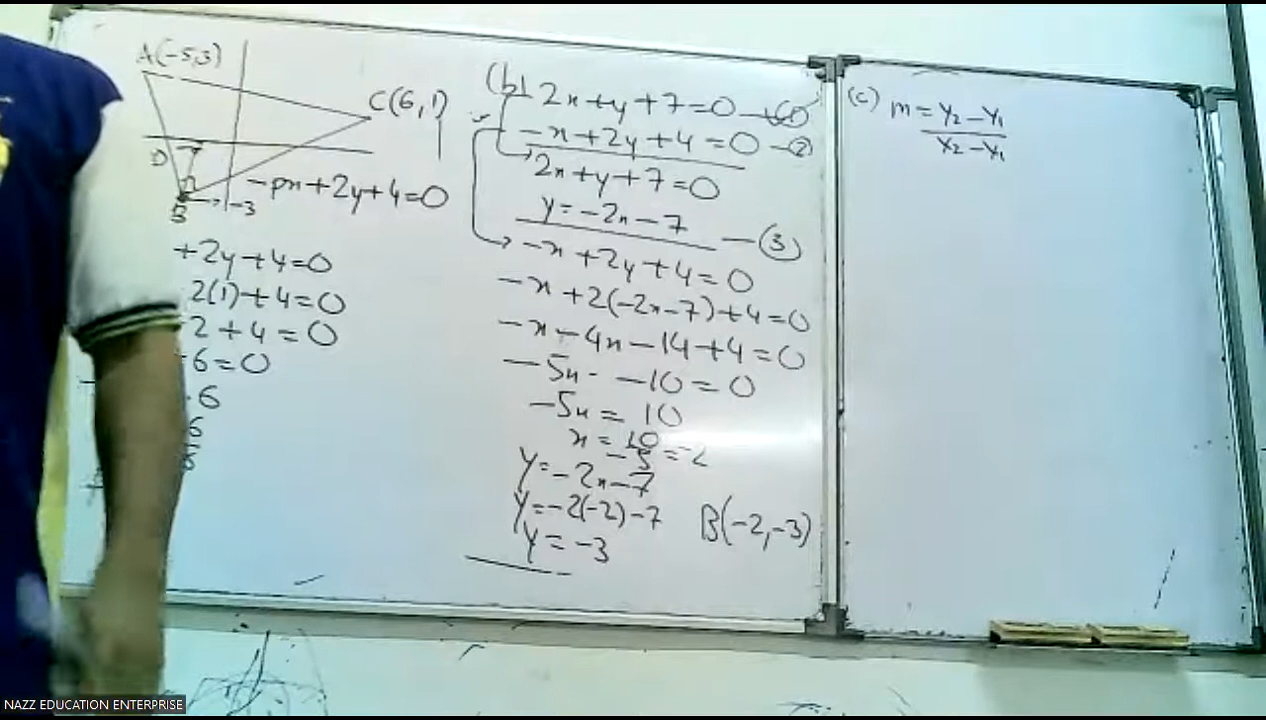 A(-5,3)
C(6,1)
D
B
-3
-px+2y+4=0
+2y+4=0
2(1)+4=0
2+4=0
6=0
6
6
(b) 2x+y+7=0
-x+2y+4=0 -(2)
2x+y+7=0
y=-2x-7 -(3)
-x+2y+4=0
-x+2(-2x-7)+4=0
-x-4x-14+4=0
-5x -10=0
-5x=10
x=10/-5=-2
y=-2x-7
y=-2(-2)-7
B(-2,-3)
y=-3
(c) m=Y2-Y1
X2-Y1
NAZZ EDUCATION ENTERPRISE